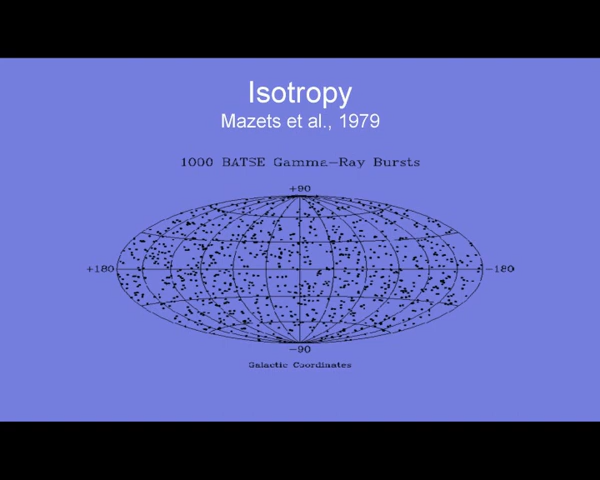 Isotropy
Mazets et al., 1979
1000 BATSE Gamma-Ray Bursts
+90
+180
-180
-90
Galactic Coordinates